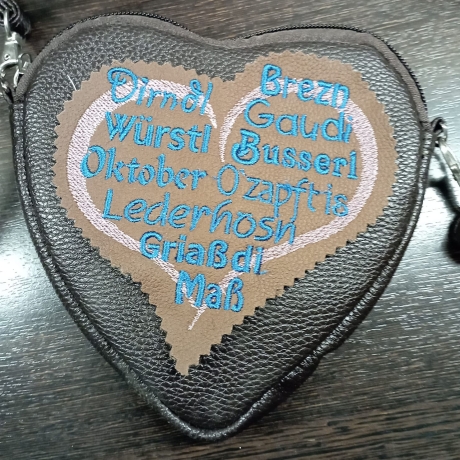 Dirndl
Brezn
Gaudi
Würstl
Busserl
Oktober
O'zapft is
Lederhosn
Griaß di
Maß